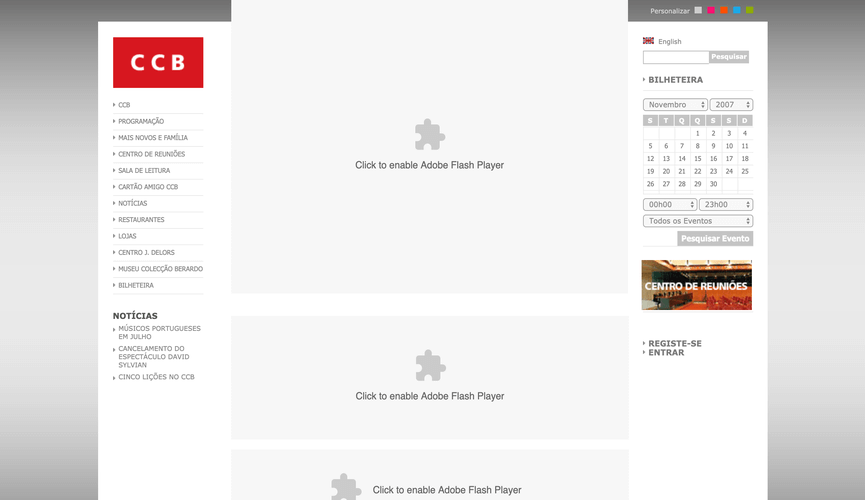 Personalizar
CCB
CCB
PROGRAMAÇÃO
MAIS NOVOS E FAMÍLIA
CENTRO DE REUNIÕES
SALA DE LEITURA
CARTÃO AMIGO CCB
NOTÍCIAS
RESTAURANTES
LOJAS
CENTRO J. DELORS
MUSEU COLECÇÃO BERARDO
BILHETEIRA
NOTÍCIAS
MÚSICOS PORTUGUESES
EM JULHO
CANCELAMENTO DO
ESPECTÁCULO DAVID
SYLVIAN
CINCO LIÇÕES NO CCB
Click to enable Adobe Flash Player
Click to enable Adobe Flash Player
Click to enable Adobe Flash Player
English
Pesquisar
BILHETEIRA
Novembro 2007
S T Q Q S S D
1 2 3 4
5 6 7 8 9 10 11
12 13 14 15 16 17 18
19 20 21 22 23 24 25
26 27 28 29 30
00h00 23h00
Todos os Eventos
Pesquisar Evento
CENTRO DE REUNIÕES
REGISTE-SE
ENTRAR